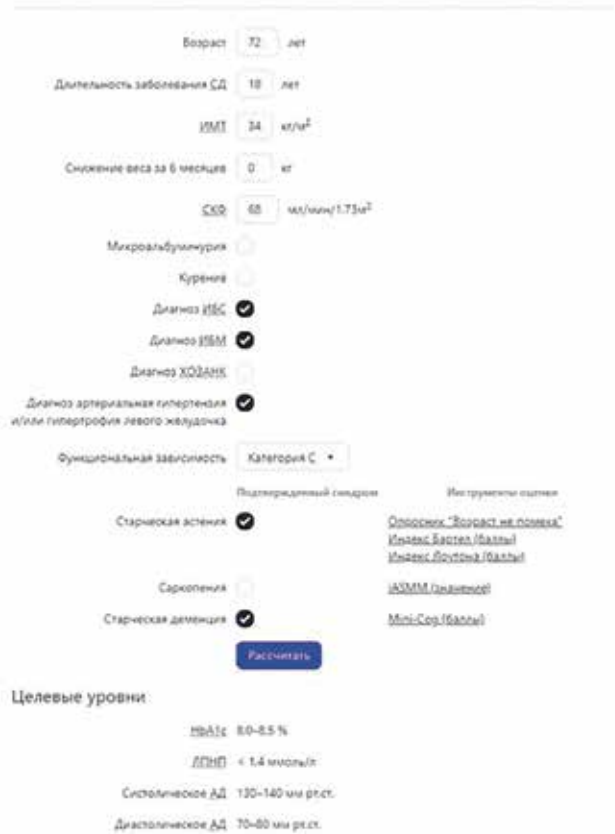 Возраст 72 лет
Длительность заболевания СД 18 лет
ИМТ 34 кг/м²
Снижение веса за 6 месяцев 0 кг
СКФ 68 мл/мин/1.73м²
Микроальбуминурия
Курение
Диагноз ИБС
Диагноз ИБМ
Диагноз ХОЗАНК
Диагноз артериальная гипертензия
и/или гипертрофия левого желудочка
Функциональная зависимость Категория C
Подтвержденный синдром Инструменты оценки
Старческая астения Опросник "Возраст не помеха"
Индекс Бартел (баллы)
Индекс Лоутона (баллы)
Саркопения iASMM (значение)
Старческая деменция Mini-Cog (баллы)
Рассчитать
Целевые уровни
HbA1c 8.0–8.5 %
ЛПНП < 1.4 ммоль/л
Систолическое АД 130–140 мм рт.ст.
Диастолическое АД 70–80 мм рт.ст.